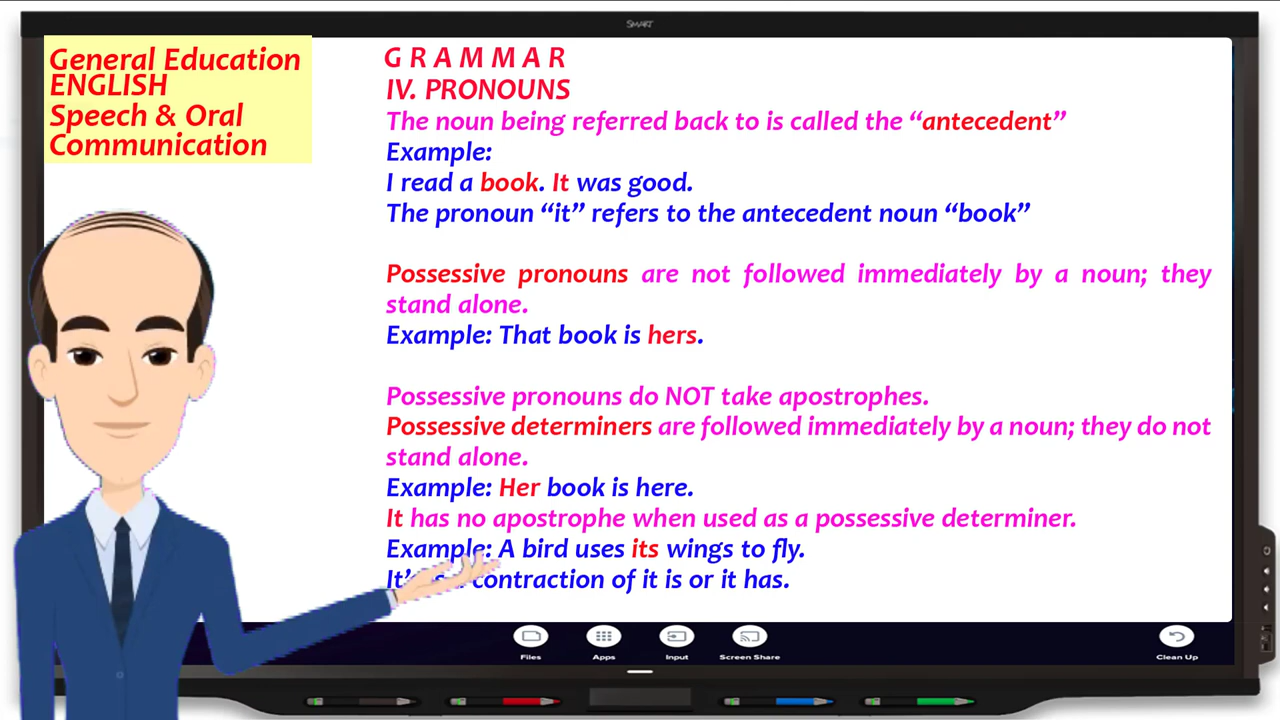 SMART
General Education
ENGLISH
Speech & Oral
Communication
G R A M M A R
IV. PRONOUNS
The noun being referred back to is called the “antecedent”
Example:
I read a book. It was good.
The pronoun “it” refers to the antecedent noun “book”
Possessive pronouns are not followed immediately by a noun; they
stand alone.
Example: That book is hers.
Possessive pronouns do NOT take apostrophes.
Possessive determiners are followed immediately by a noun; they do not
stand alone.
Example: Her book is here.
It has no apostrophe when used as a possessive determiner.
Example: A bird uses its wings to fly.
contraction of it is or it has.
Files
Apps
Input
Screen Share
Clean Up